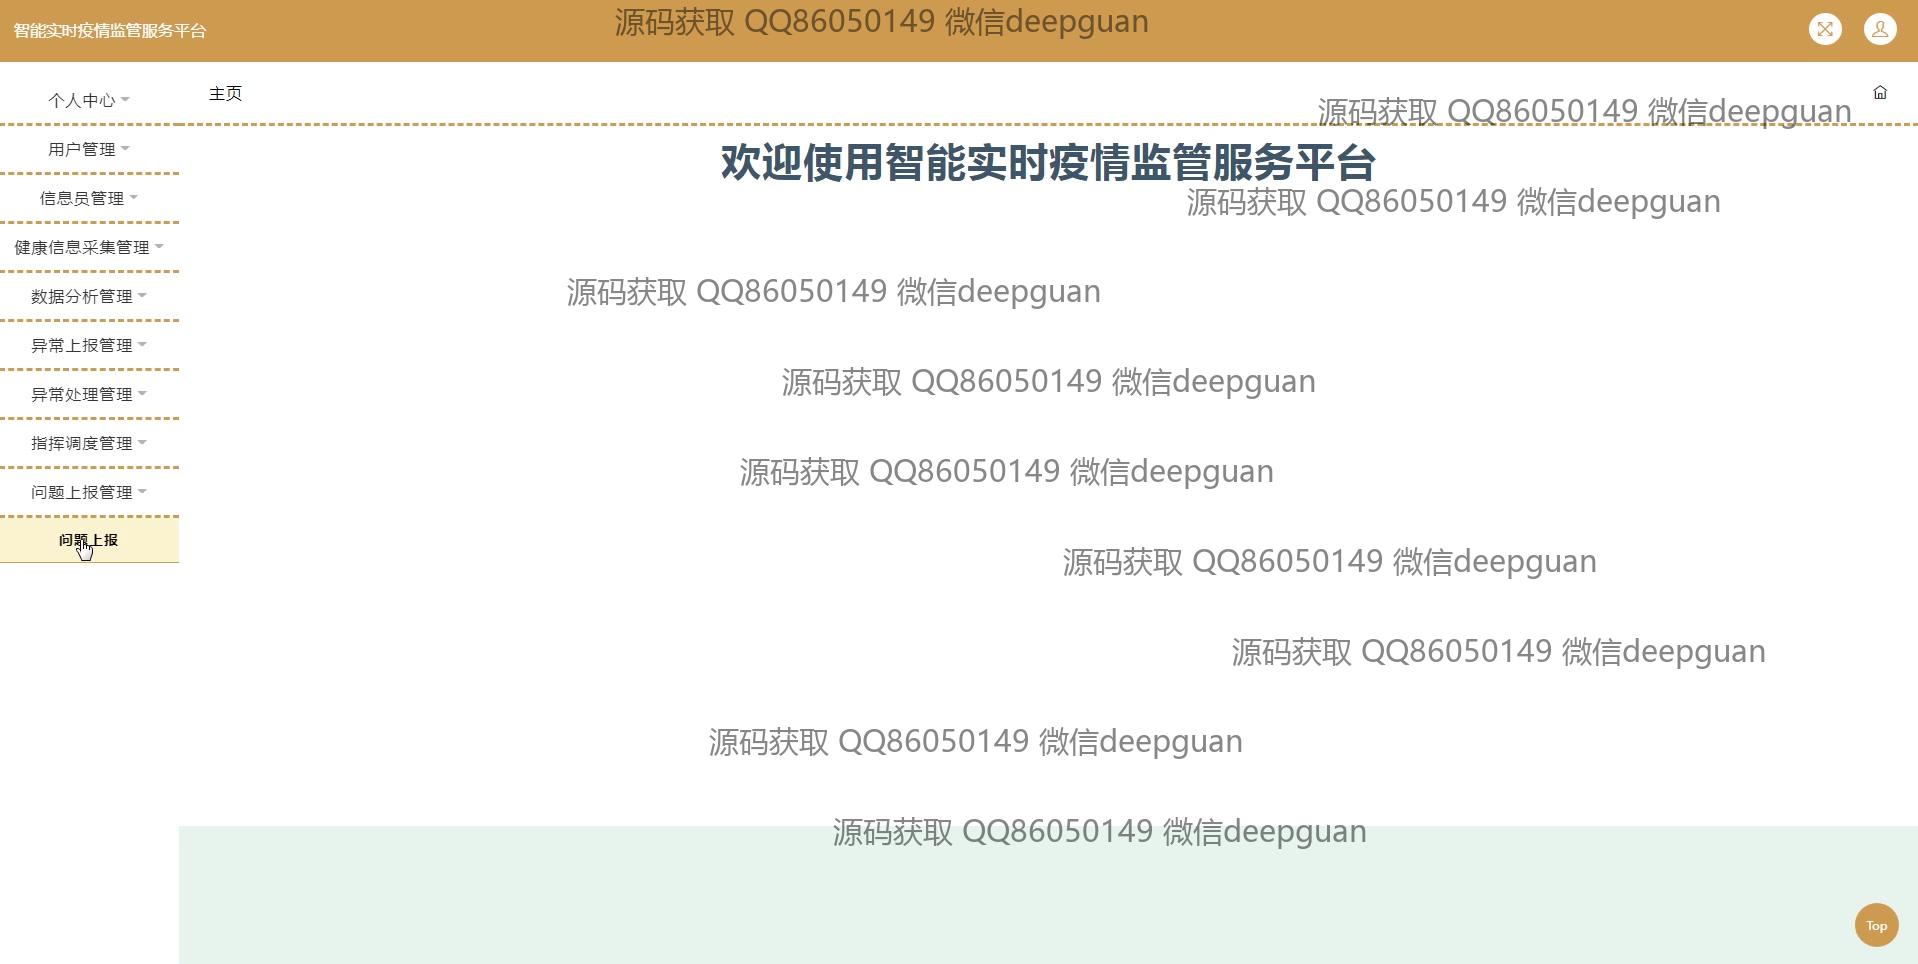 智能实时疫情监管服务平台
源码获取 QQ86050149 微信deepguan
个人中心
主页
源码获取 QQ86050149 微信deepguan
用户管理
欢迎使用智能实时疫情监管服务平台
信息员管理
源码获取 QQ86050149 微信deepguan
健康信息采集管理
数据分析管理
源码获取 QQ86050149 微信deepguan
异常上报管理
异常处理管理
源码获取 QQ86050149 微信deepguan
指挥调度管理
源码获取 QQ86050149 微信deepguan
问题上报管理
问题上报
源码获取 QQ86050149 微信deepguan
源码获取 QQ86050149 微信deepguan
源码获取 QQ86050149 微信deepguan
源码获取 QQ86050149 微信deepguan
Top